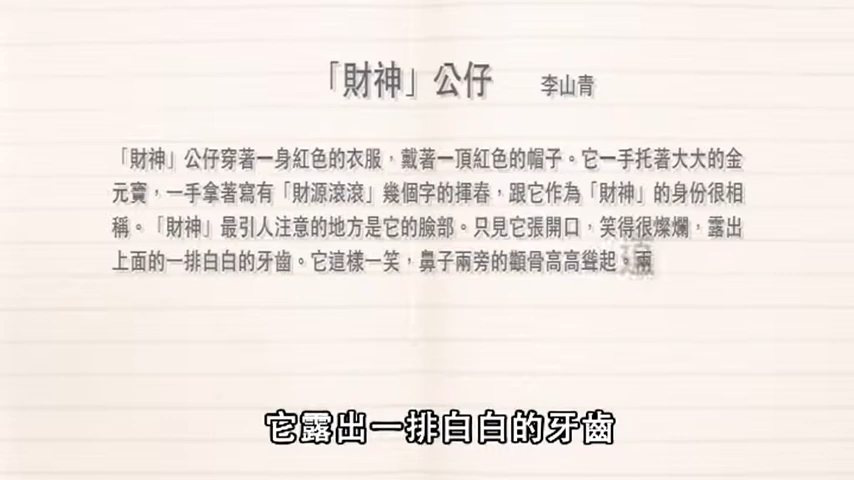 「財神」公仔 李山青
「財神」公仔穿著一身紅色的衣服，戴著一頂紅色的帽子。它一手托著大大的金
元寶，一手拿著寫有「財源滾滾」幾個字的揮春，跟它作為「財神」的身份很相
稱。「財神」最引人注意的地方是它的臉部。只見它張開口，笑得很燦爛，露出
上面的一排白白的牙齒。它這樣一笑，鼻子兩旁的顴骨高高聳起。兩
它露出一排白白的牙齒